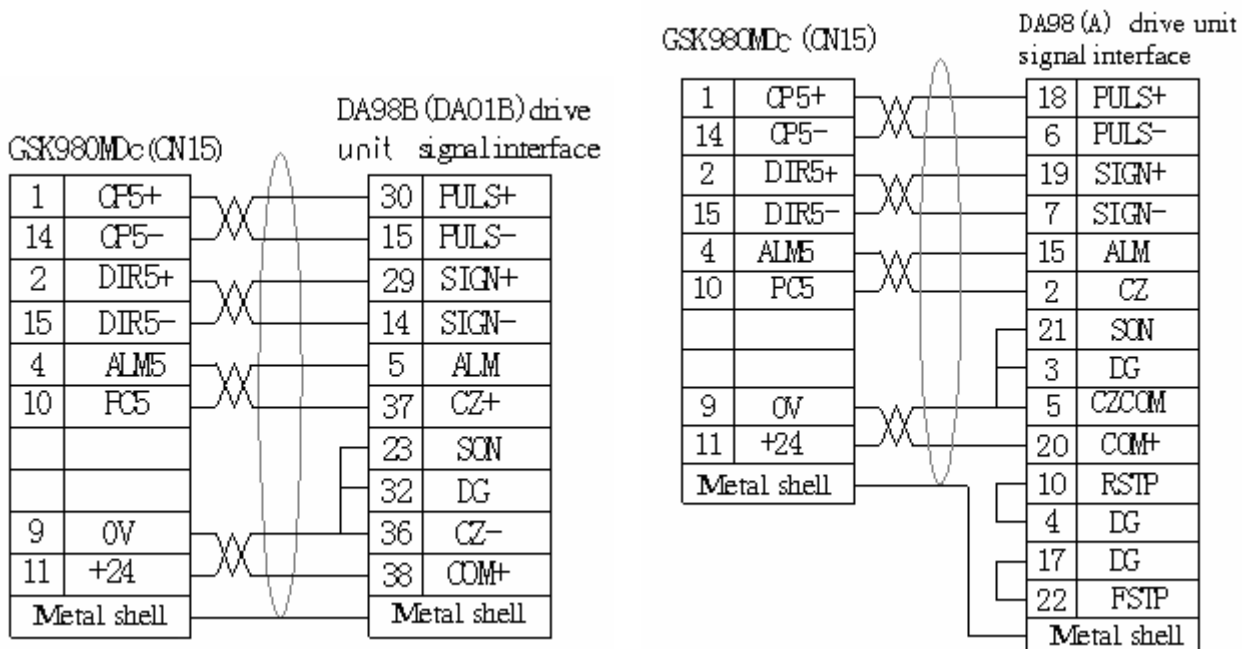 GSK980MDc(CN15)
DA98B(DA01B)drive
unit signal interface
1 CP5+ 30 PULS+
14 CP5- 15 PULS-
2 DIR5+ 29 SIGN+
15 DIR5- 14 SIGN-
4 ALM5 5 ALM
10 PC5 37 CZ+
23 SON
32 DG
9 0V 36 CZ-
11 +24 38 COM+
Metal shell Metal shell
GSK980MDc (CN15)
DA98(A) drive unit
signal interface
1 CP5+ 18 PULS+
14 CP5- 6 PULS-
2 DIR5+ 19 SIGN+
15 DIR5- 7 SIGN-
4 ALM5 15 ALM
10 PC5 2 CZ
21 SON
3 DG
9 0V 5 CZCOM
11 +24 20 COM+
Metal shell 10 RSTP
4 DG
17 DG
22 FSTP
Metal shell